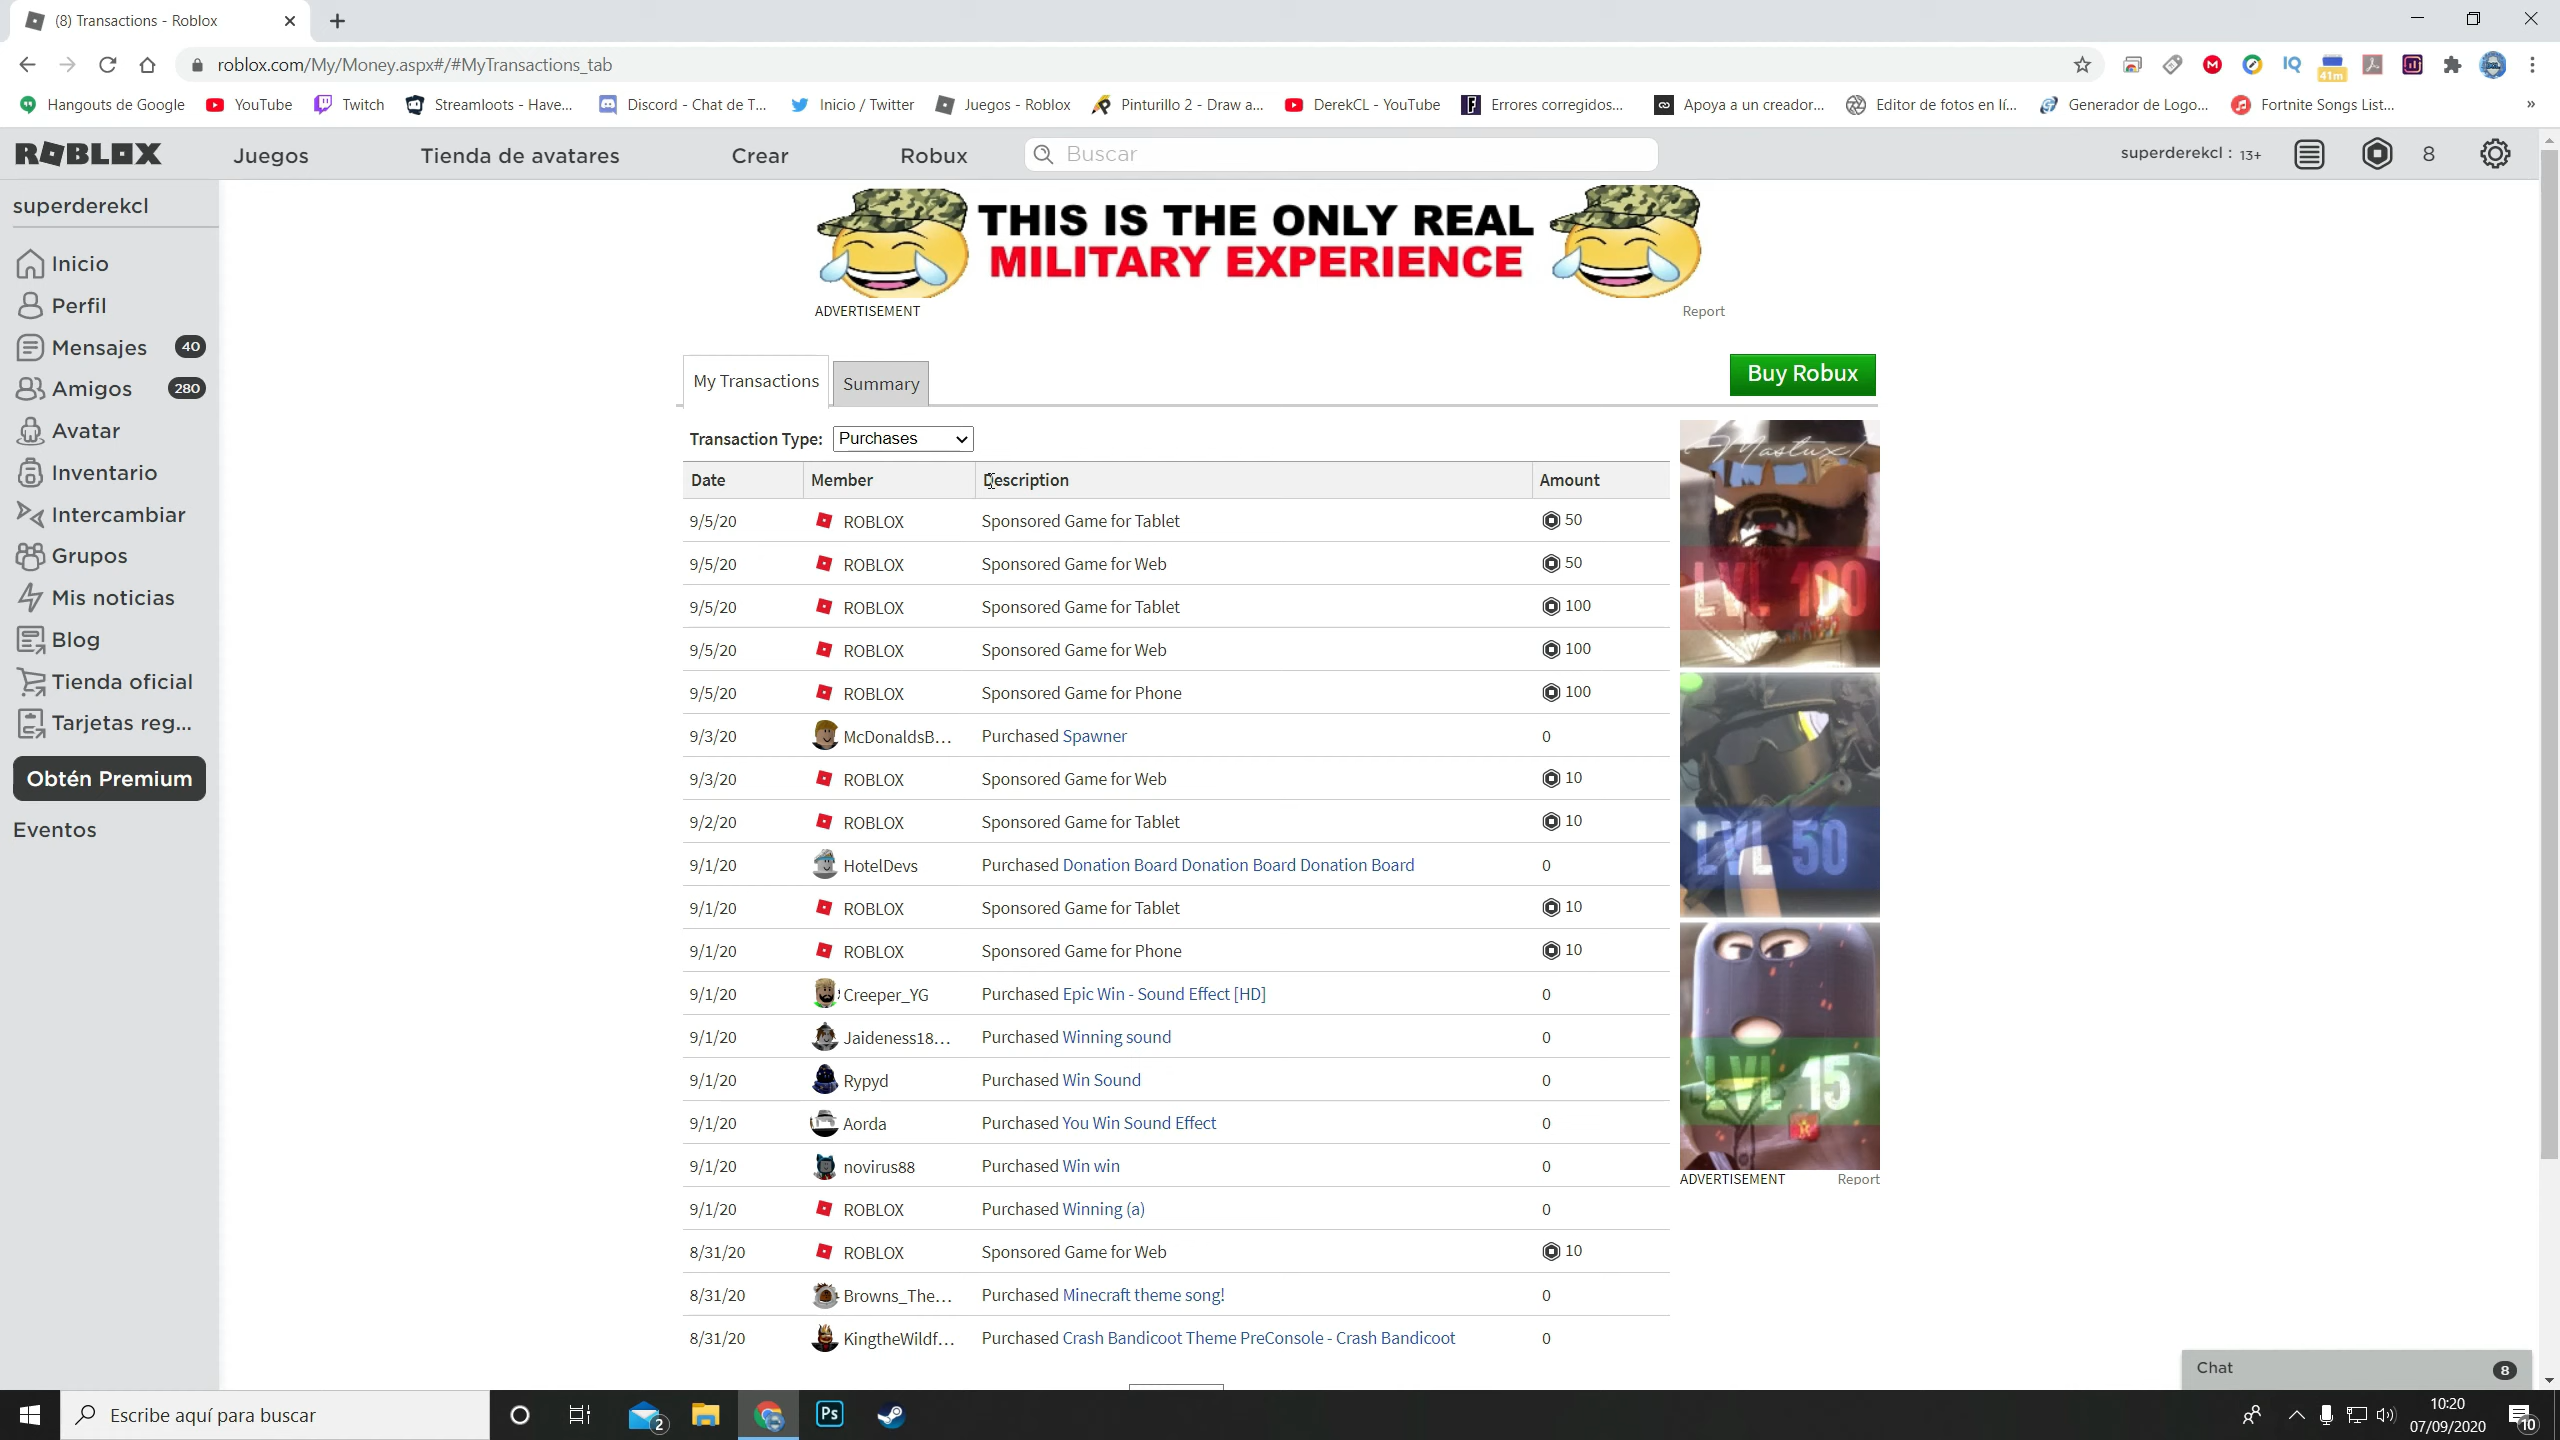 (8) Transactions - Roblox
roblox.com/My/Money.aspx#/#MyTransactions_tab
41m
Hangouts de Google YouTube Twitch Streamloots - Have... Discord - Chat de T... Inicio / Twitter Juegos - Roblox Pinturillo 2 - Draw a... DerekCL - YouTube Errores corregidos... Apoya a un creador... Editor de fotos en lí... Generador de Logo... Fortnite Songs List... »
ROBLOX Juegos Tienda de avatares Crear Robux Buscar superderekcl : 13+ 8
superderekcl
Inicio
Perfil
Mensajes 40
Amigos 280
Avatar
Inventario
Intercambiar
Grupos
Mis noticias
Blog
Tienda oficial
Tarjetas reg...
Obtén Premium
Eventos
THIS IS THE ONLY REAL
MILITARY EXPERIENCE
ADVERTISEMENT Report
My Transactions Summary Buy Robux
Transaction Type: Purchases
Date Member Description Amount
9/5/20 ROBLOX Sponsored Game for Tablet 50
9/5/20 ROBLOX Sponsored Game for Web 50
9/5/20 ROBLOX Sponsored Game for Tablet 100
9/5/20 ROBLOX Sponsored Game for Web 100
9/5/20 ROBLOX Sponsored Game for Phone 100
9/3/20 McDonaldsB... Purchased Spawner 0
9/3/20 ROBLOX Sponsored Game for Web 10
9/2/20 ROBLOX Sponsored Game for Tablet 10
9/1/20 HotelDevs Purchased Donation Board Donation Board Donation Board 0
9/1/20 ROBLOX Sponsored Game for Tablet 10
9/1/20 ROBLOX Sponsored Game for Phone 10
9/1/20 Creeper_YG Purchased Epic Win - Sound Effect [HD] 0
9/1/20 Jaideness18... Purchased Winning sound 0
9/1/20 Rypyd Purchased Win Sound 0
9/1/20 Aorda Purchased You Win Sound Effect 0
9/1/20 novirus88 Purchased Win win 0
9/1/20 ROBLOX Purchased Winning (a) 0
8/31/20 ROBLOX Sponsored Game for Web 10
8/31/20 Browns_The... Purchased Minecraft theme song! 0
8/31/20 KingtheWildf... Purchased Crash Bandicoot Theme PreConsole - Crash Bandicoot 0
LVL 100
LVL 50
LVL 15
ADVERTISEMENT Report
Chat 8
Escribe aquí para buscar
2
Ps
10:20
07/09/2020
10